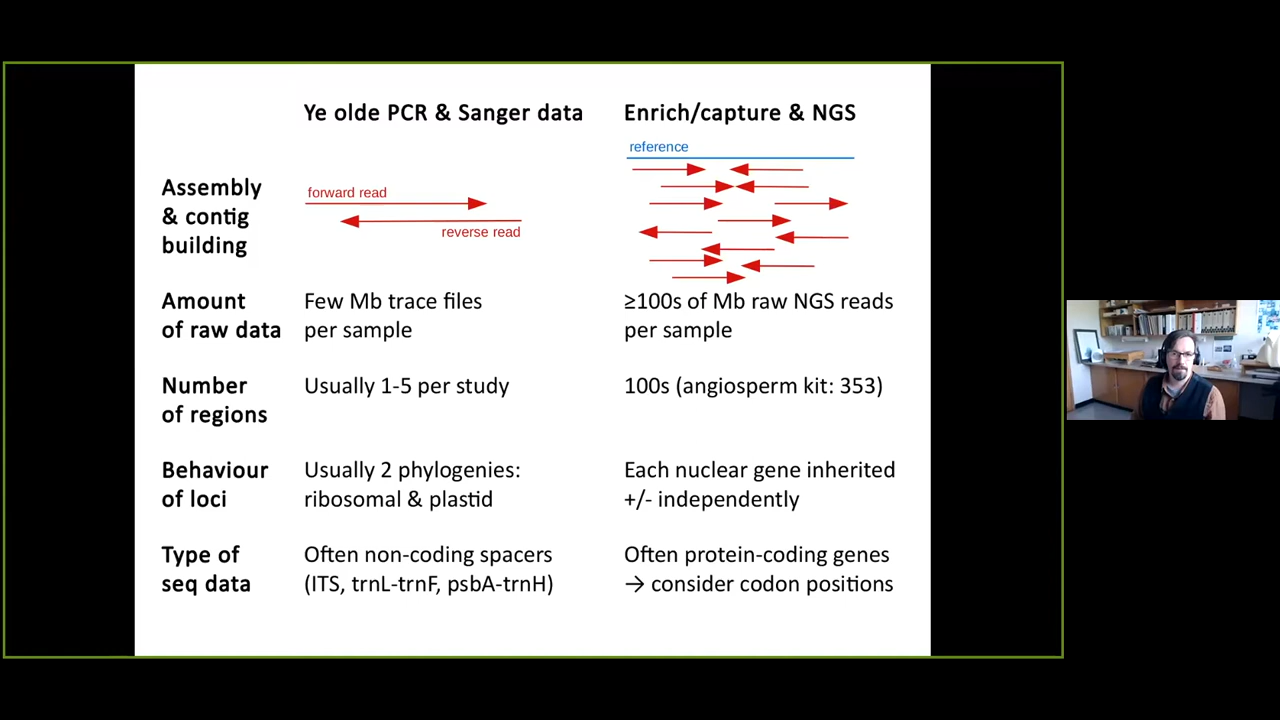 Ye olde PCR & Sanger data
Enrich/capture & NGS
Assembly
& contig
building
forward read
reverse read
reference
Amount
of raw data
Few Mb trace files
per sample
≥100s of Mb raw NGS reads
per sample
Number
of regions
Usually 1-5 per study
100s (angiosperm kit: 353)
Behaviour
of loci
Usually 2 phylogenies:
ribosomal & plastid
Each nuclear gene inherited
+/- independently
Type of
seq data
Often non-coding spacers
(ITS, trnL-trnF, psbA-trnH)
Often protein-coding genes
→ consider codon positions